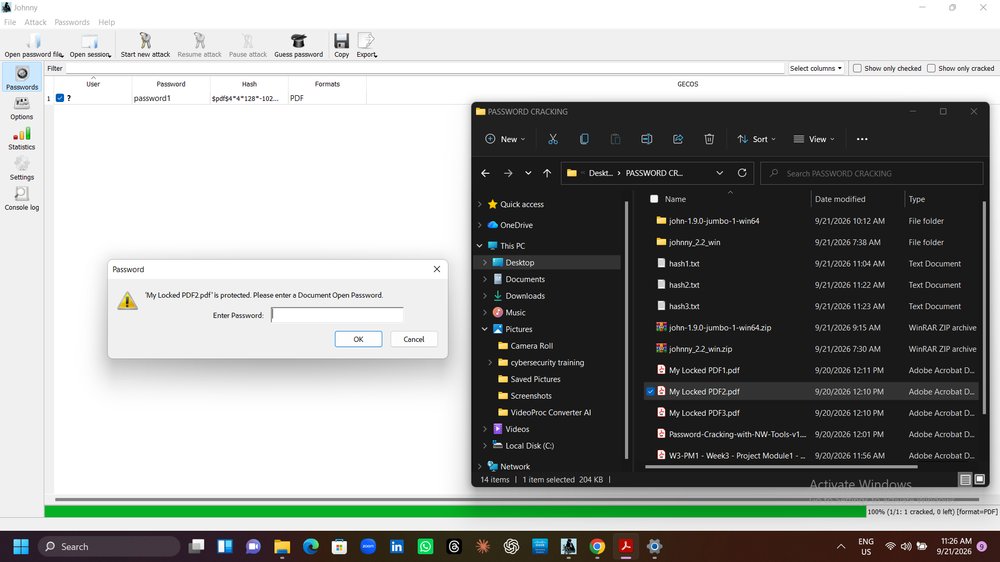 Johnny
File Attack Passwords Help
Open password file Open session Start new attack Resume attack Pause attack Guess password Copy Export
Filter Select columns Show only checked Show only cracked
Passwords
Options
Statistics
Settings
Console log
User Password Hash Formats GECOS
1 ? password1 $pdf$4*4*128*-102... PDF
Password
'My Locked PDF2.pdf' is protected. Please enter a Document Open Password.
Enter Password:
OK Cancel
PASSWORD CRACKING
New Sort View
Deskt... PASSWORD CR... Search PASSWORD CRACKING
Quick access
OneDrive
This PC
Desktop
Documents
Downloads
Music
Pictures
Camera Roll
cybersecurity training
Saved Pictures
Screenshots
VideoProc Converter AI
Videos
Local Disk (C:)
Network
Name Date modified Type
john-1.9.0-jumbo-1-win64 9/21/2026 10:12 AM File folder
johnny_2.2_win 9/21/2026 7:38 AM File folder
hash1.txt 9/21/2026 11:04 AM Text Document
hash2.txt 9/21/2026 11:22 AM Text Document
hash3.txt 9/21/2026 11:23 AM Text Document
john-1.9.0-jumbo-1-win64.zip 9/21/2026 9:15 AM WinRAR ZIP archive
johnny_2.2_win.zip 9/21/2026 7:30 AM WinRAR ZIP archive
My Locked PDF1.pdf 9/20/2026 12:11 PM Adobe Acrobat D...
My Locked PDF2.pdf 9/20/2026 12:10 PM Adobe Acrobat D...
My Locked PDF3.pdf 9/20/2026 12:10 PM Adobe Acrobat D...
Password-Cracking-with-NW-Tools-v1.... 9/20/2026 12:01 PM Adobe Acrobat D...
W3-PM1 - Week3 - Project Module1 - ... 9/20/2026 11:56 AM Adobe Acrobat D...
14 items 1 item selected 204 KB
Activate Windows
Go to Settings to activate Windows.
100% (1/1: 1 cracked, 0 left) [format=PDF]
Search
zoom
in
CISCO
ENG
US
11:26 AM
9/21/2026
9